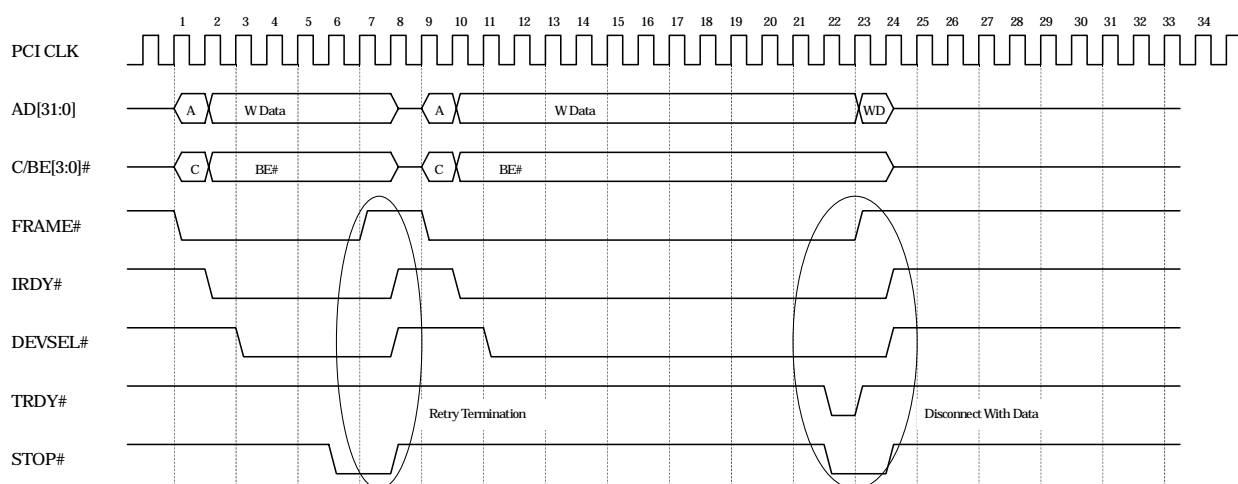 1 2 3 4 5 6 7 8 9 10 11 12 13 14 15 16 17 18 19 20 21 22 23 24 25 26 27 28 29 30 31 32 33 34
PCI CLK
AD[31:0] A W Data A W Data WD
C/BE[3:0]# C BE# C BE#
FRAME#
IRDY#
DEVSEL#
TRDY#
Retry Termination Disconnect With Data
STOP#